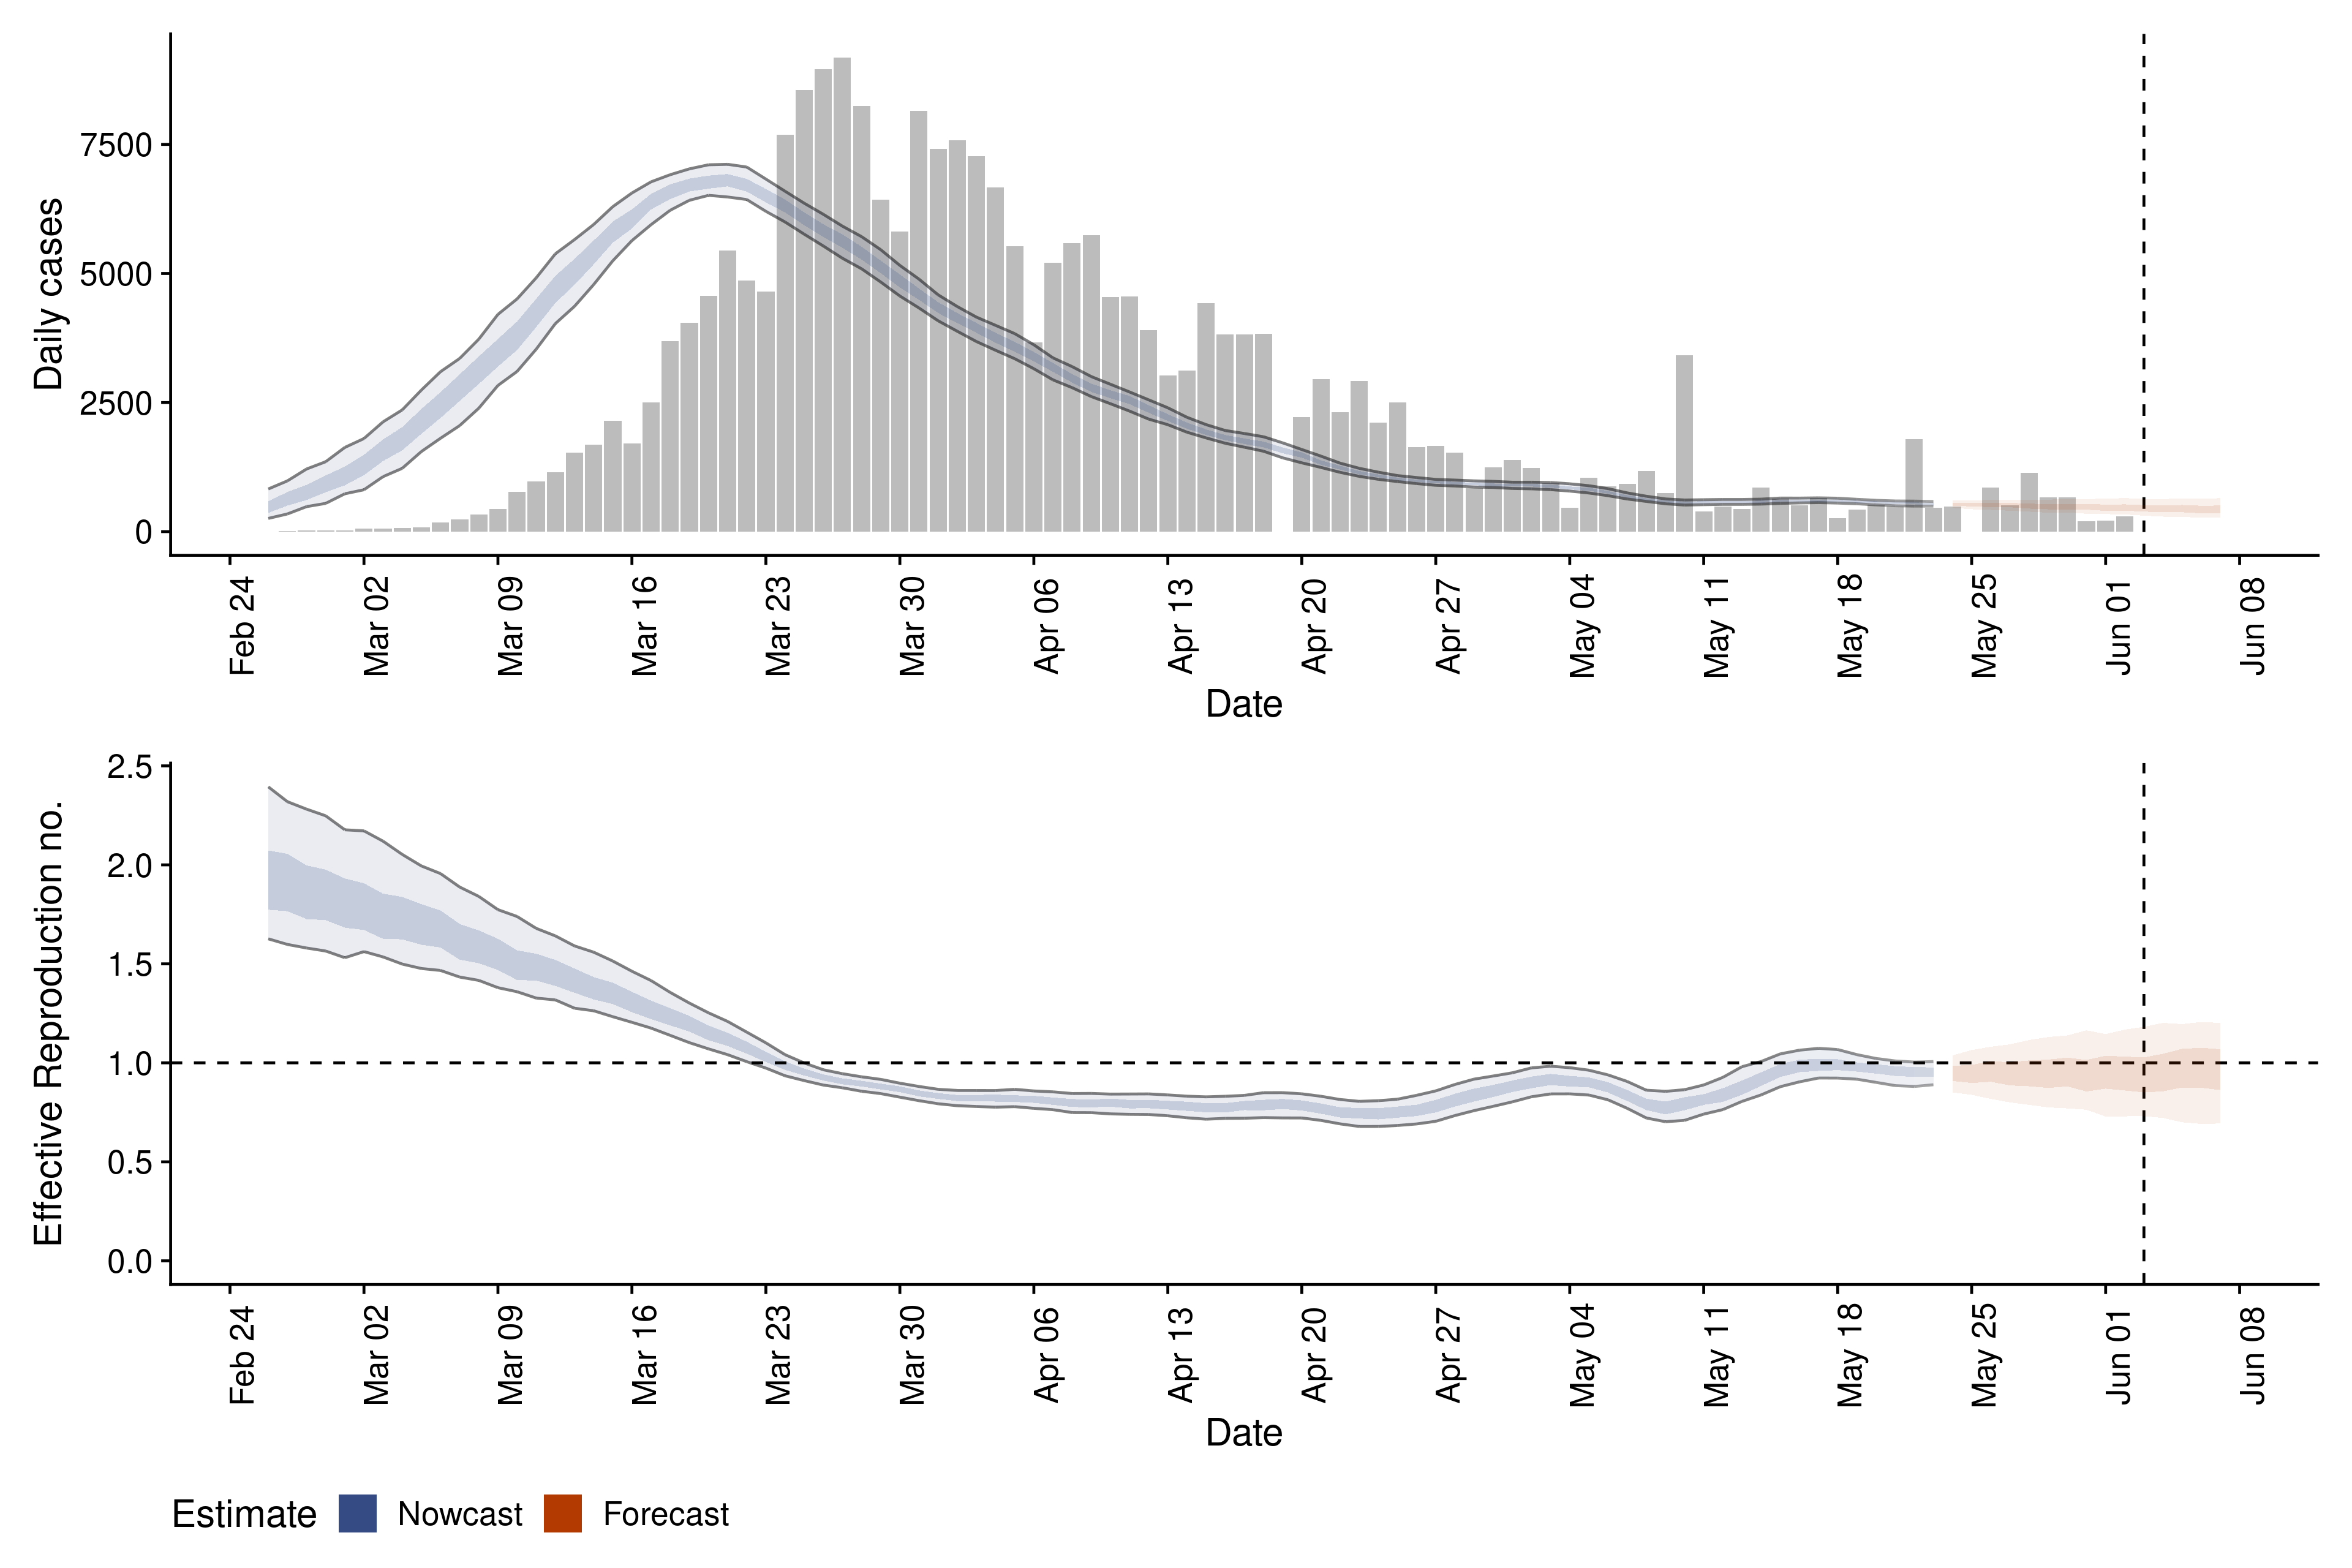 Daily cases
7500
5000
2500
0
Feb 24
Mar 02
Mar 09
Mar 16
Mar 23
Mar 30
Apr 06
Apr 13
Apr 20
Apr 27
May 04
May 11
May 18
May 25
Jun 01
Jun 08
Date
Effective Reproduction no.
2.5
2.0
1.5
1.0
0.5
0.0
Feb 24
Mar 02
Mar 09
Mar 16
Mar 23
Mar 30
Apr 06
Apr 13
Apr 20
Apr 27
May 04
May 11
May 18
May 25
Jun 01
Jun 08
Date
Estimate Nowcast Forecast